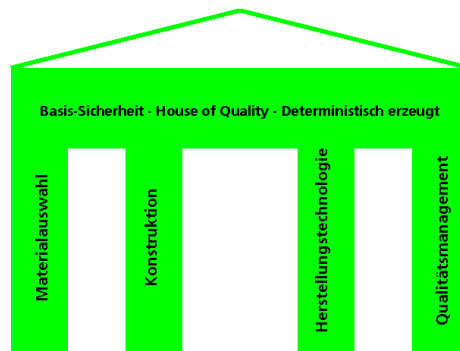 Basis-Sicherheit - House of Quality - Deterministisch erzeugt
Materialauswahl
Konstruktion
Herstellungstechnologie
Qualitätsmanagement